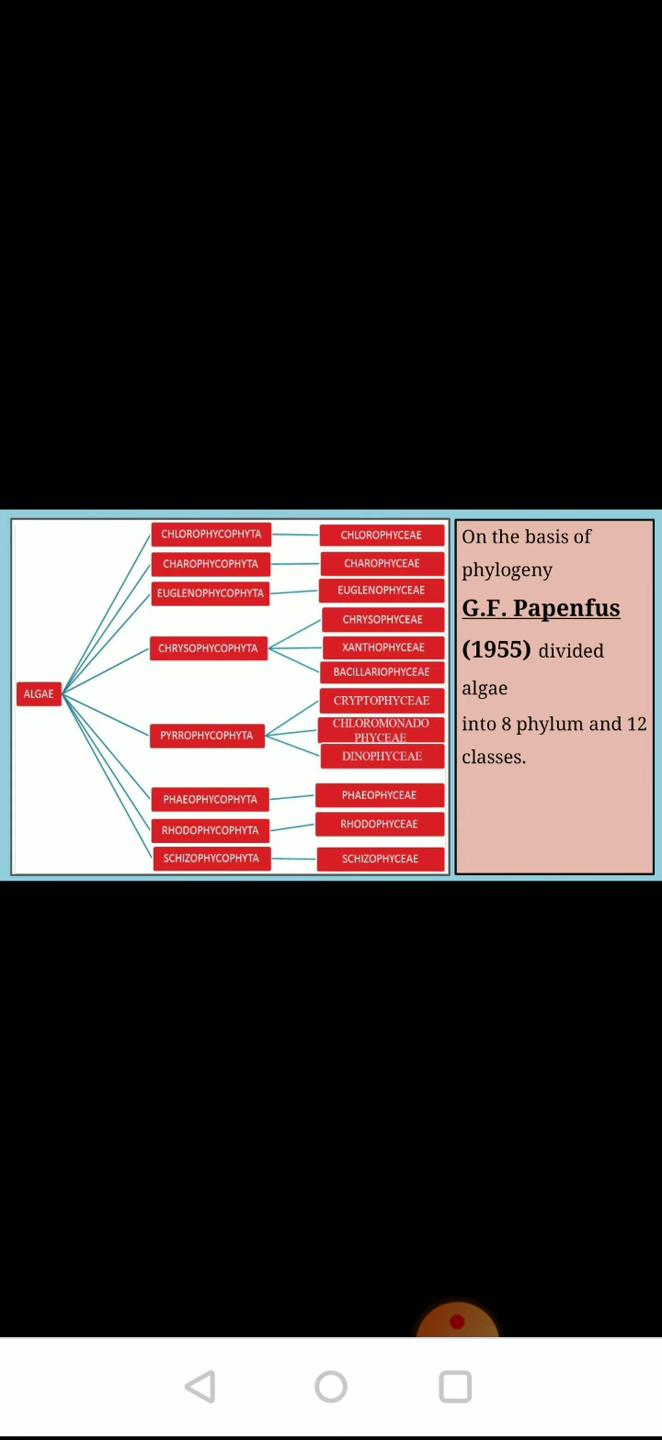 ALGAE
CHLOROPHYCOPHYTA
CHAROPHYCOPHYTA
EUGLENOPHYCOPHYTA
CHRYSOPHYCOPHYTA
PYRROPHYCOPHYTA
PHAEOPHYCOPHYTA
RHODOPHYCOPHYTA
SCHIZOPHYCOPHYTA
CHLOROPHYCEAE
CHAROPHYCEAE
EUGLENOPHYCEAE
CHRYSOPHYCEAE
XANTHOPHYCEAE
BACILLARIOPHYCEAE
CRYPTOPHYCEAE
CHLOROMONADO
PHYCEAE
DINOPHYCEAE
PHAEOPHYCEAE
RHODOPHYCEAE
SCHIZOPHYCEAE
On the basis of
phylogeny
G.F. Papenfus
(1955) divided
algae
into 8 phylum and 12
classes.